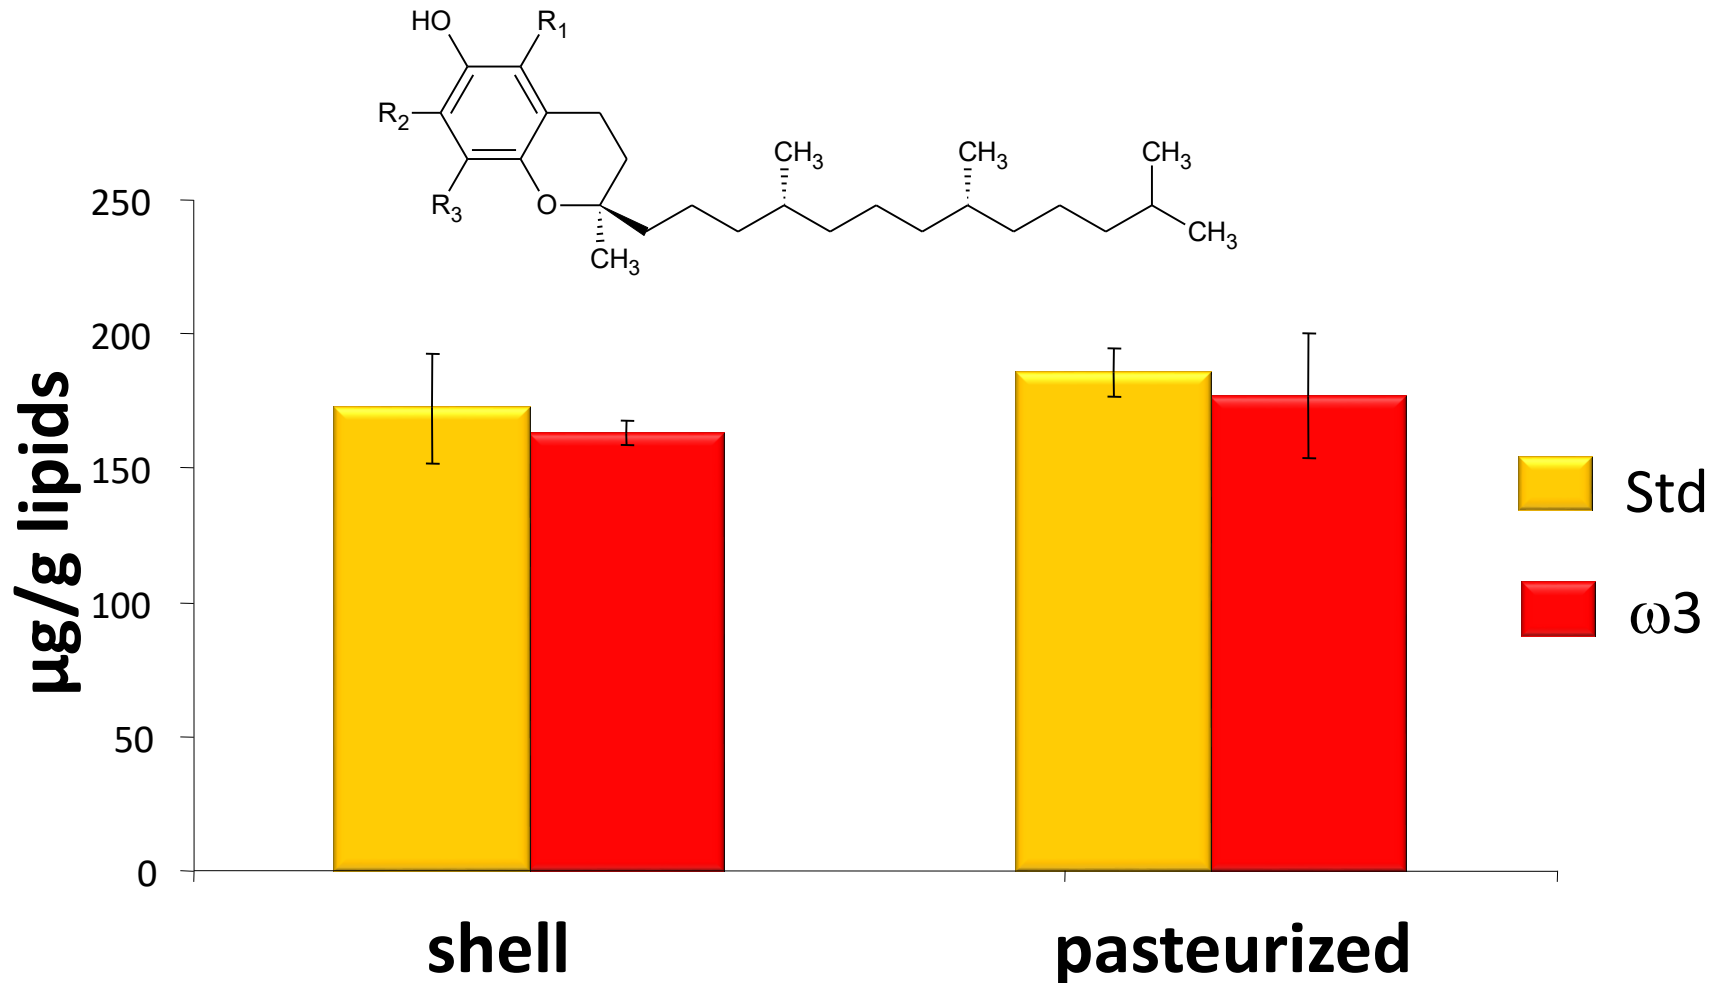 HO
R1
R2
R3
O
CH3
CH3
CH3
CH3
CH3
250
200
150
100
50
0
µg/g lipids
Std
ω3
shell
pasteurized